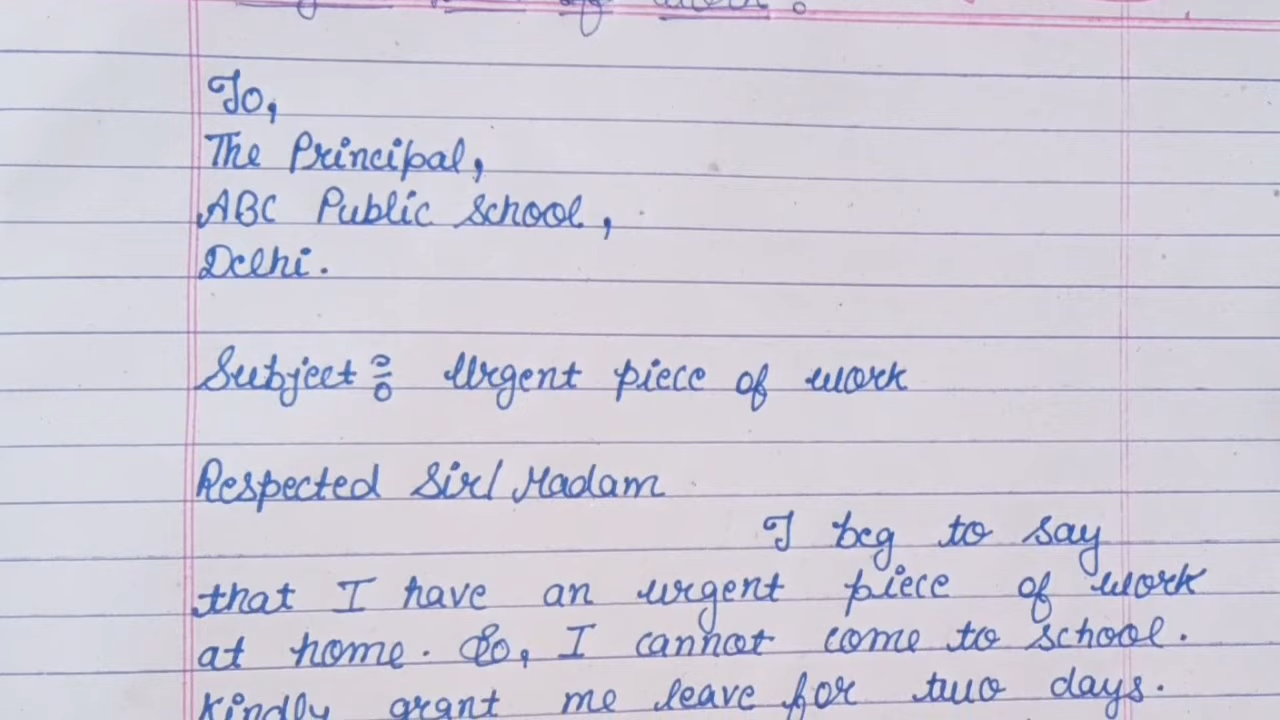 To,
The Principal,
ABC Public School,
Delhi.
Subject : Urgent piece of work
Respected Sir/Madam
I beg to say
that I have an urgent piece of work
at home. So, I cannot come to school.
Kindly grant me leave for two days.